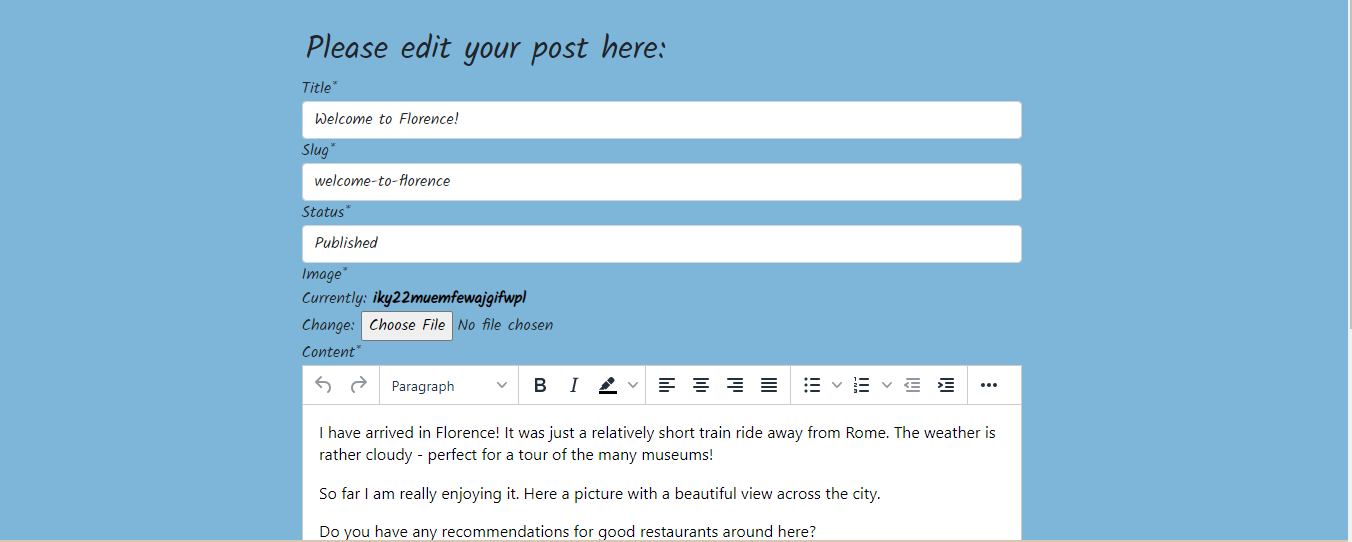 Please edit your post here:
Title*
Welcome to Florence!
Slug*
welcome-to-florence
Status*
Published
Image*
Currently: iky22muemfewajgifwpl
Change: Choose File No file chosen
Content*
Paragraph B I
I have arrived in Florence! It was just a relatively short train ride away from Rome. The weather is
rather cloudy - perfect for a tour of the many museums!
So far I am really enjoying it. Here a picture with a beautiful view across the city.
Do you have any recommendations for good restaurants around here?